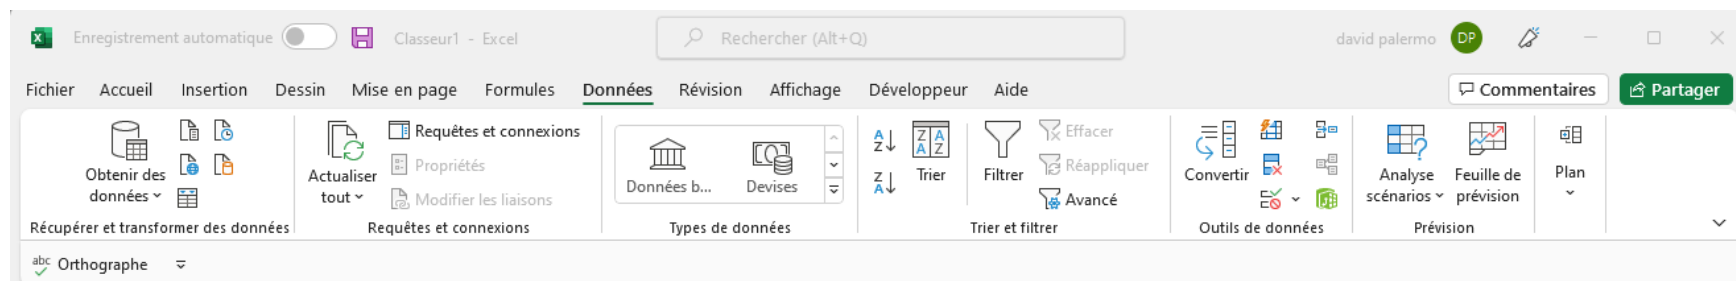 Enregistrement automatique Classeur1 - Excel Rechercher (Alt+Q) david palermo DP
Fichier Accueil Insertion Dessin Mise en page Formules Données Révision Affichage Développeur Aide Commentaires Partager
Obtenir des données
Récupérer et transformer des données
Actualiser tout
Requêtes et connexions
Propriétés
Modifier les liaisons
Requêtes et connexions
Données b... Devises
Types de données
Trier
Filtrer
Effacer
Réappliquer
Avancé
Trier et filtrer
Convertir
Outils de données
Analyse scénarios
Feuille de prévision
Prévision
Plan
abc Orthographe